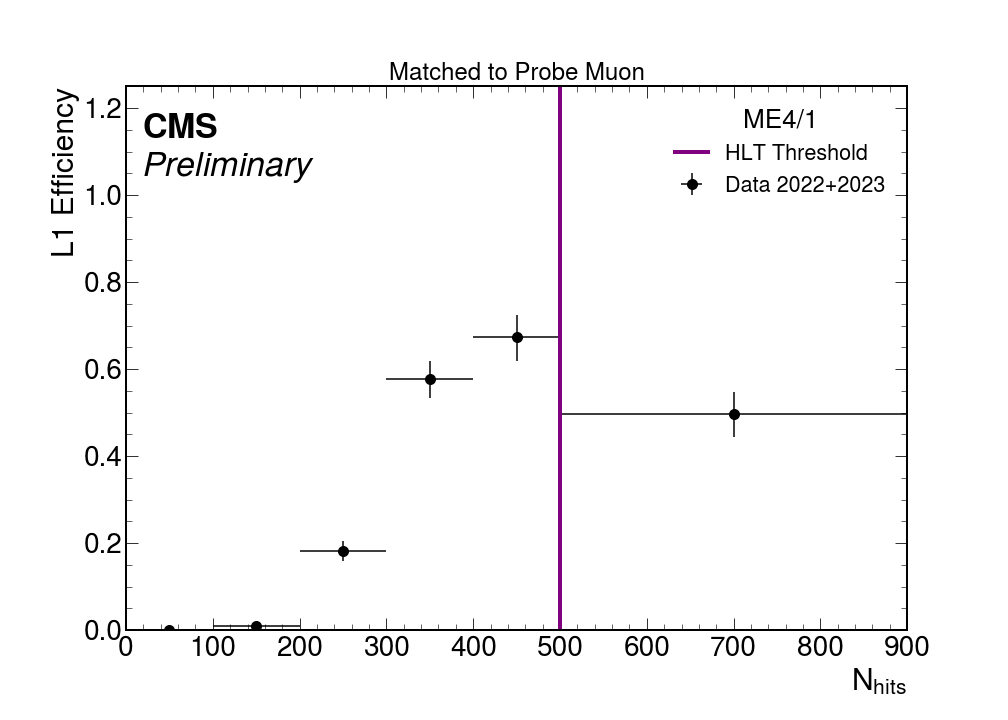 Matched to Probe Muon
CMS
Preliminary
ME4/1
HLT Threshold
Data 2022+2023
L1 Efficiency
1.2
1.0
0.8
0.6
0.4
0.2
0.0
0 100 200 300 400 500 600 700 800 900
Nhits